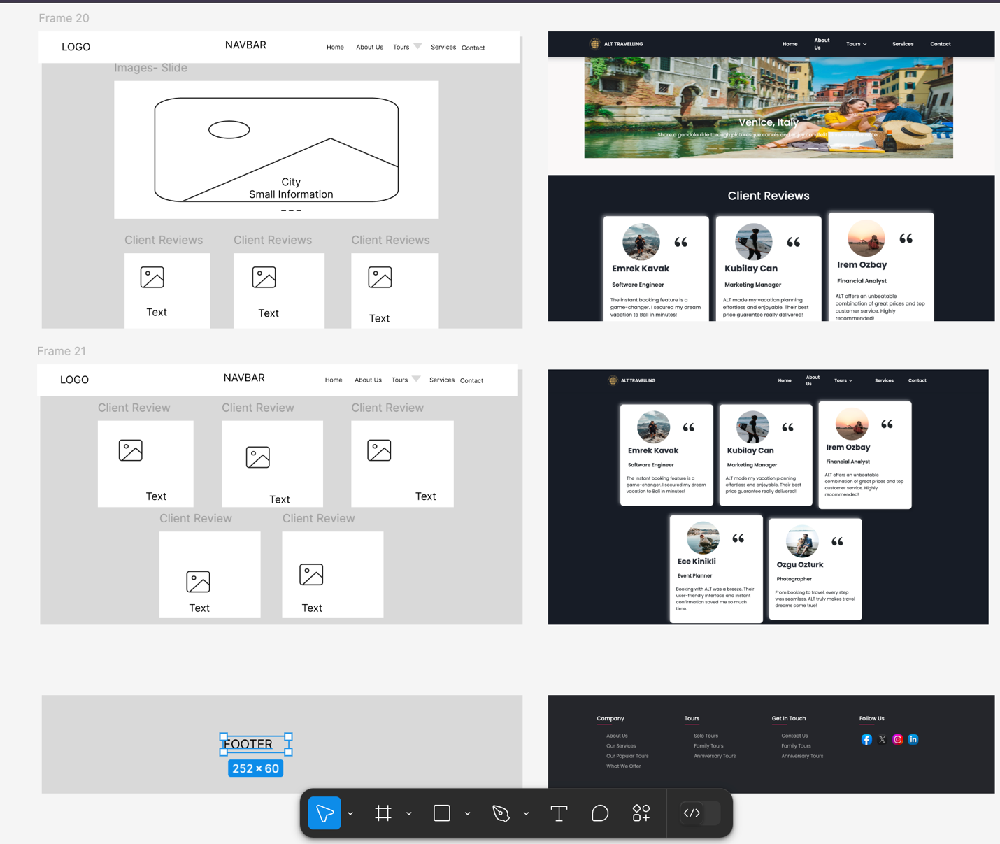 Frame 20
LOGO
NAVBAR
Home
About Us
Tours
Services
Contact
Images- Slide
City
Small Information
Client Reviews
Client Reviews
Client Reviews
Text
Text
Text
ALT TRAVELLING
Home
About
Us
Tours
Services
Contact
Venice, Italy
Share a gondola ride through picturesque canals and enjoy candlelit dinners by the water.
Client Reviews
Emrek Kavak
Software Engineer
The instant booking feature is a
game-changer. I secured my dream
vacation to Bali in minutes!
Kubilay Can
Marketing Manager
ALT made my vacation planning
effortless and enjoyable. Their best
price guarantee really delivered!
Irem Ozbay
Financial Analyst
ALT offers an unbeatable
combination of great prices and top
customer service. Highly
recommended!
Frame 21
LOGO
NAVBAR
Home
About Us
Tours
Services
Contact
Client Review
Client Review
Client Review
Text
Text
Text
Client Review
Client Review
Text
Text
ALT TRAVELLING
Home
About
Us
Tours
Services
Contact
Emrek Kavak
Software Engineer
The instant booking feature is a
game-changer. I secured my dream
vacation to Bali in minutes!
Kubilay Can
Marketing Manager
ALT made my vacation planning
effortless and enjoyable. Their best
price guarantee really delivered!
Irem Ozbay
Financial Analyst
ALT offers an unbeatable
combination of great prices and top
customer service. Highly
recommended!
Ece Kinikli
Event Planner
Booking with ALT was a breeze. Their
user-friendly interface and instant
confirmation saved me so much
time.
Ozgu Ozturk
Photographer
From booking to travel, every step
was seamless. ALT truly makes travel
dreams come true!
FOOTER
252 × 60
Company
About Us
Our Services
Our Popular Tours
What We Offer
Tours
Solo Tours
Family Tours
Anniversary Tours
Get In Touch
Contact Us
Family Tours
Anniversary Tours
Follow Us